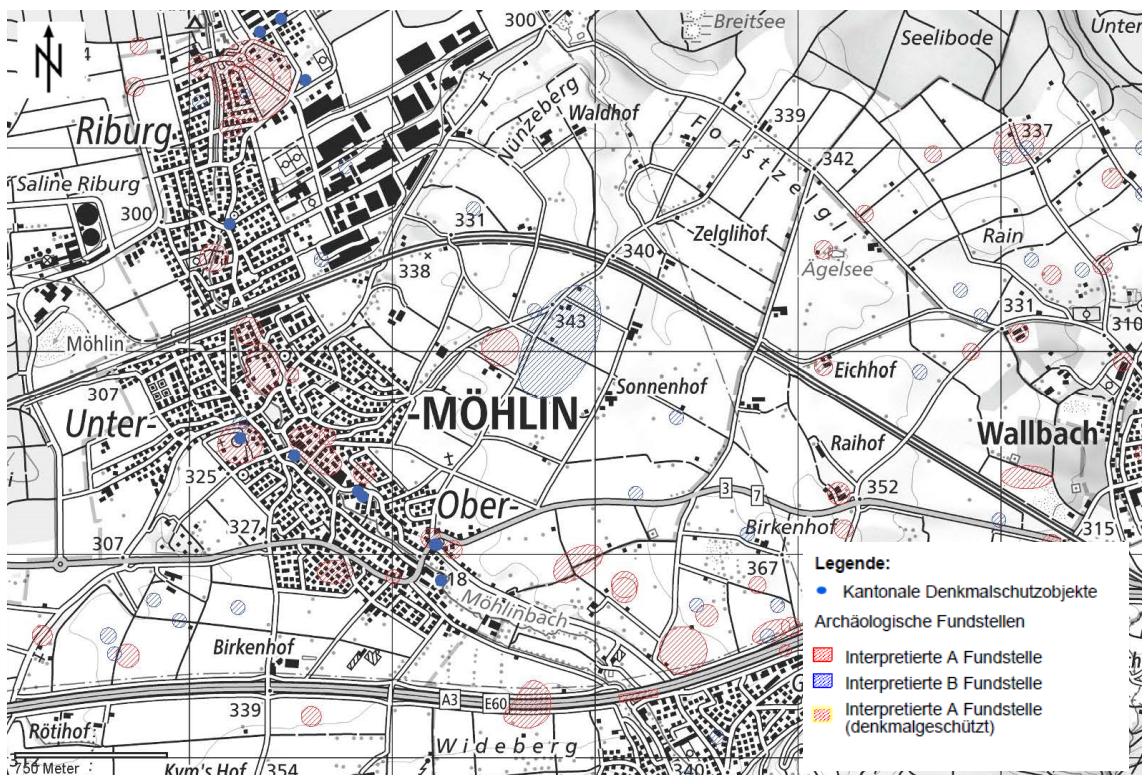 N
300
Breitsee
Seelibode
Unter
Riburg
Nünzeberg
Waldhof
Forstzelgli
339
337
342
Saline Riburg
300
331
Zelglihof
Rain
338
340
Ägelsee
331
310
343
Möhlin
307
Sonnenhof
Eichhof
Unter-
-MÖHLIN-
Wallbach
325
Raihof
352
Ober-
3
7
327
Birkenhof
315
307
367
18
Möhlinbach
Birkenhof
A3
E60
339
Rötihof
Wideberg
750 Meter
Kym's Hof
354
340
Legende:
Kantonale Denkmalschutzobjekte
Archäologische Fundstellen
Interpretierte A Fundstelle
Interpretierte B Fundstelle
Interpretierte A Fundstelle
(denkmalgeschützt)